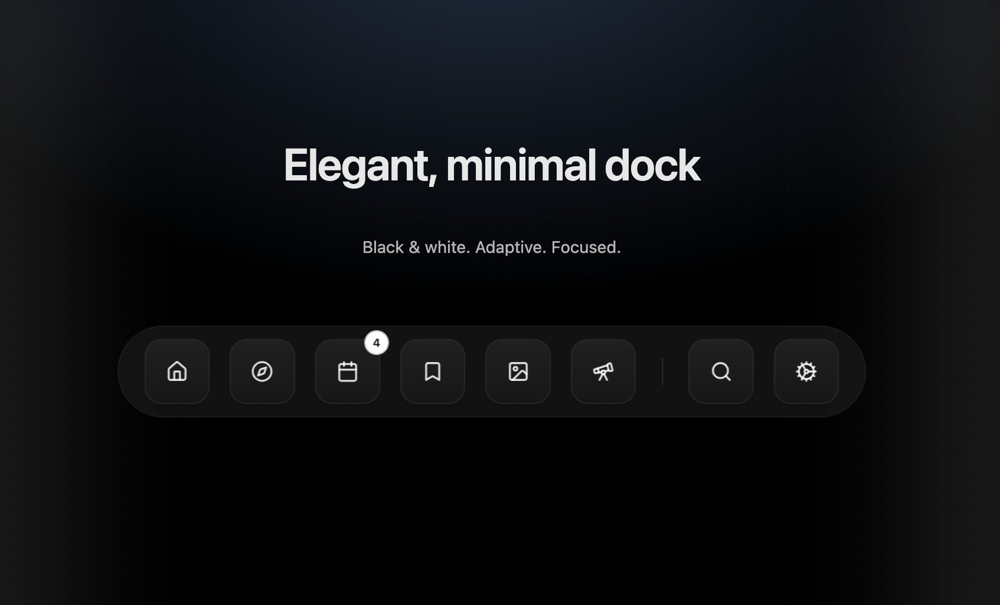 Elegant, minimal dock
Black & white. Adaptive. Focused.
4